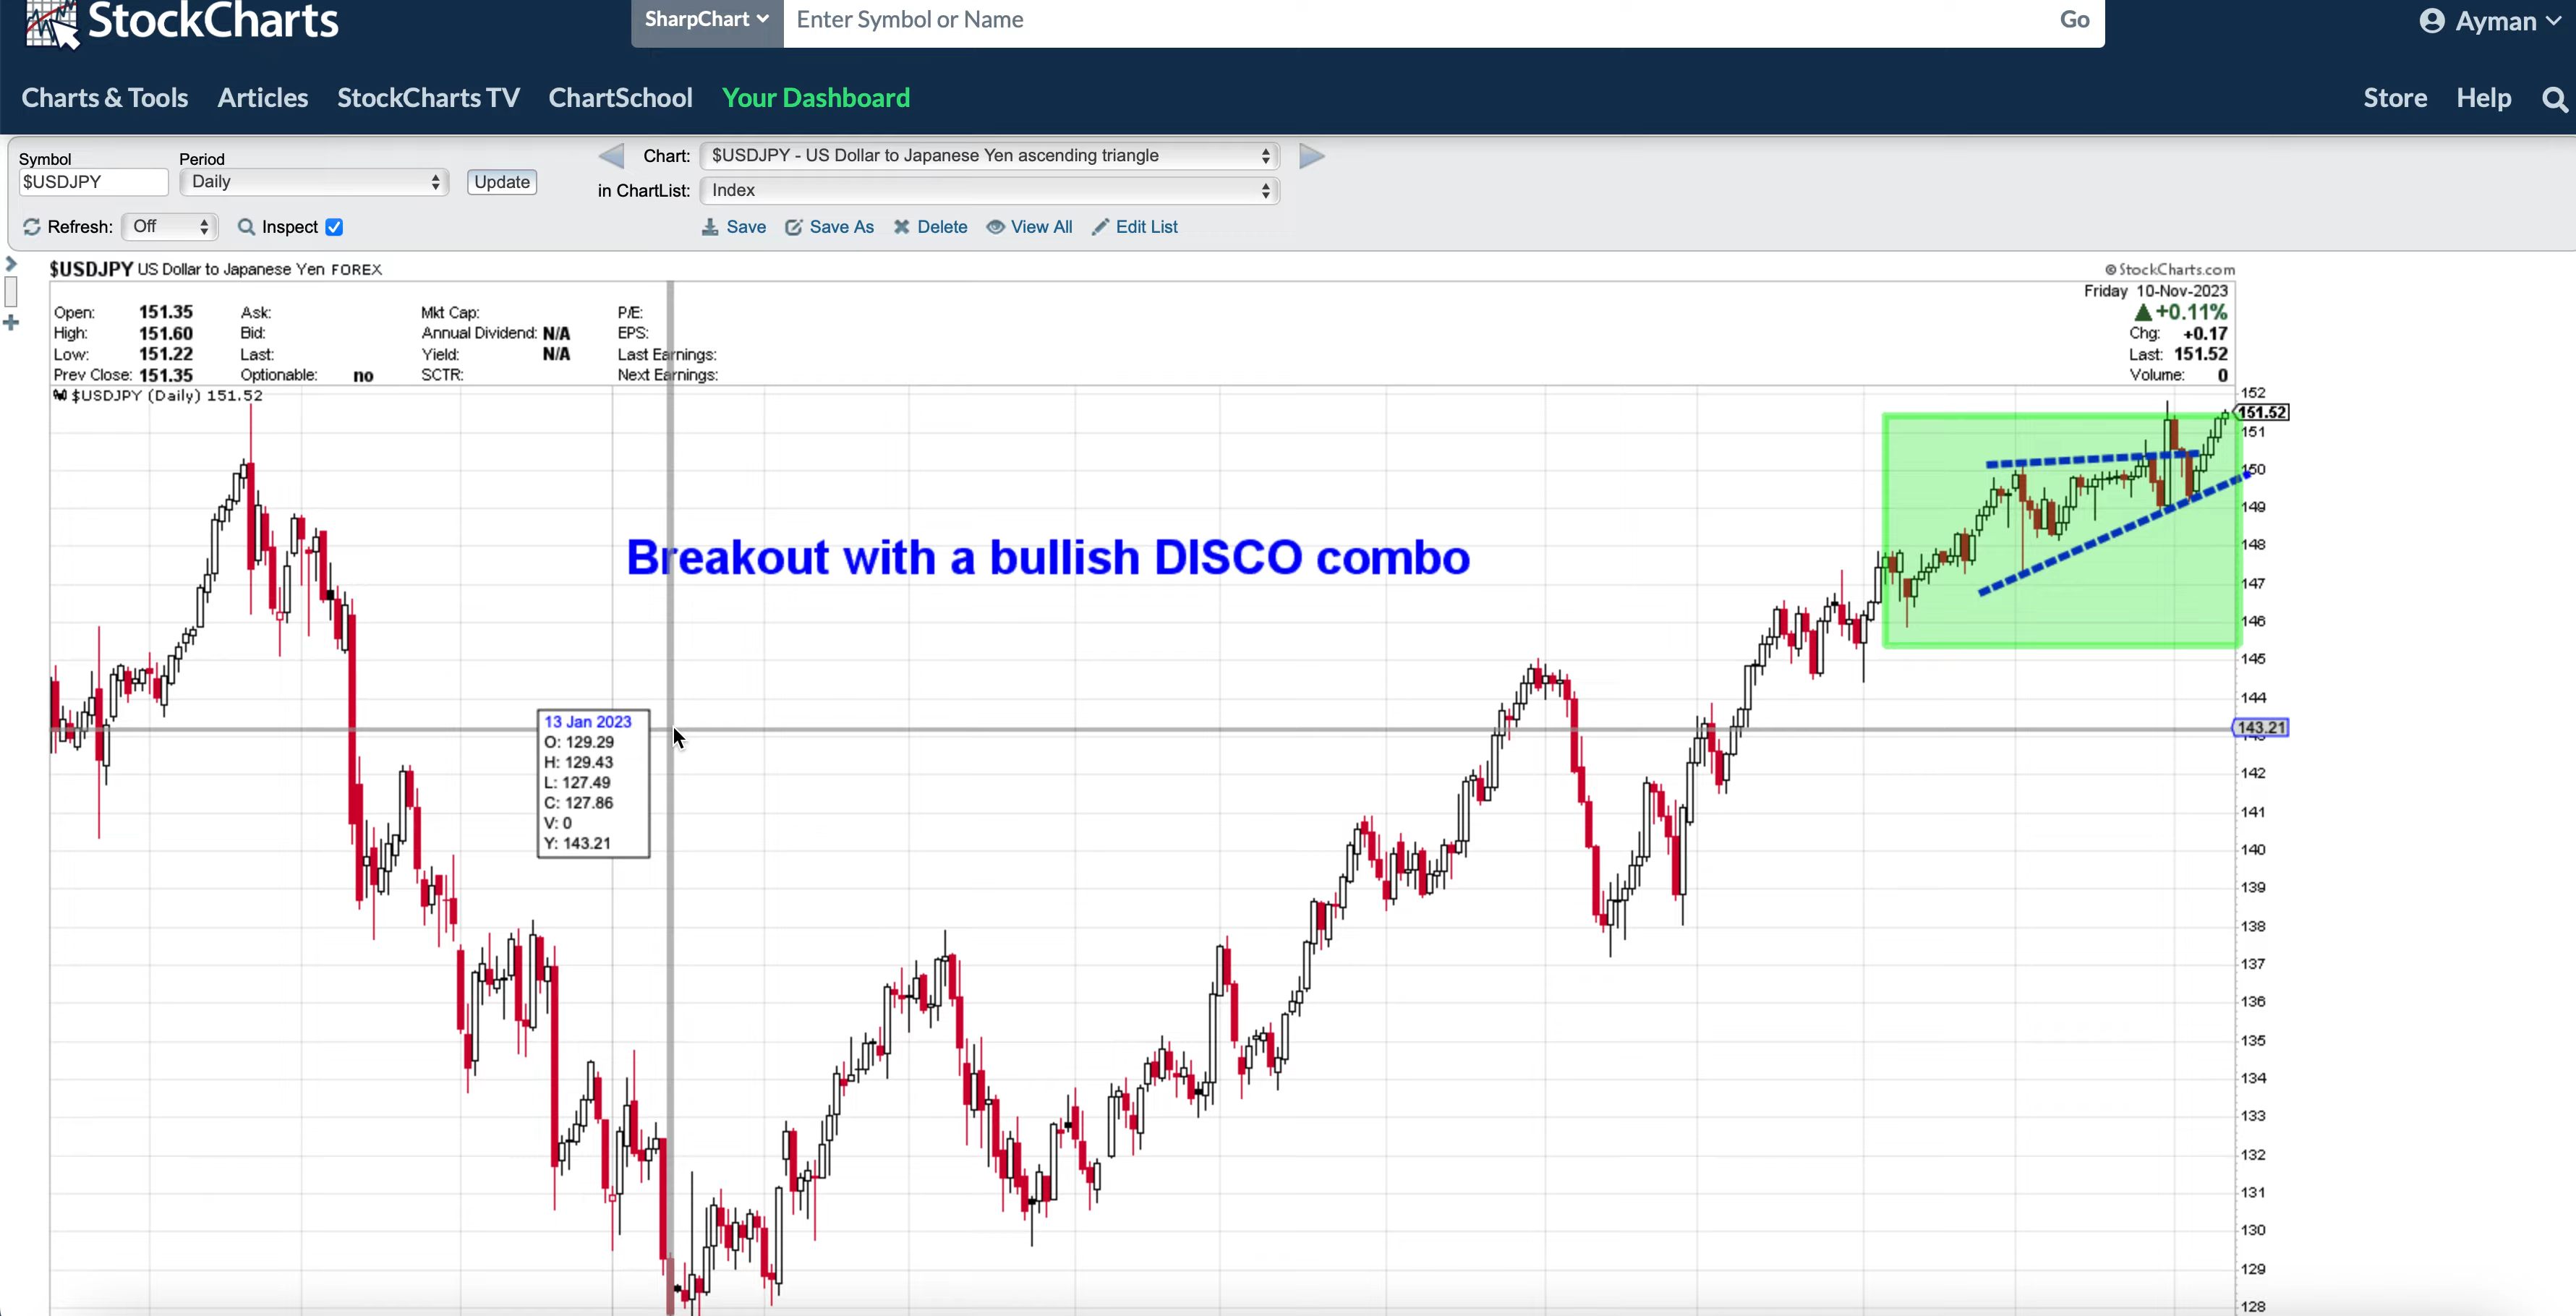 StockCharts
SharpChart Enter Symbol or Name Go
Ayman
Charts & Tools Articles StockCharts TV ChartSchool Your Dashboard
Store Help
Symbol Period
$USDJPY Daily Update
Chart: $USDJPY - US Dollar to Japanese Yen ascending triangle
in ChartList: Index
Refresh: Off Inspect
Save Save As Delete View All Edit List
$USDJPY US Dollar to Japanese Yen FOREX
© StockCharts.com
Friday 10-Nov-2023
Open: 151.35 Ask: Mkt Cap: P/E:
+0.11%
High: 151.60 Bid: Annual Dividend: N/A EPS:
Chg: +0.17
Low: 151.22 Last: Yield: N/A Last Earnings:
Last: 151.52
Prev Close: 151.35 Optionable: no SCTR: Next Earnings:
Volume: 0
$USDJPY (Daily) 151.52
152
151.52
151
150
149
Breakout with a bullish DISCO combo
148
147
146
145
144
143.21
143
13 Jan 2023
O: 129.29
H: 129.43
L: 127.49
C: 127.86
V: 0
Y: 143.21
142
141
140
139
138
137
136
135
134
133
132
131
130
129
128